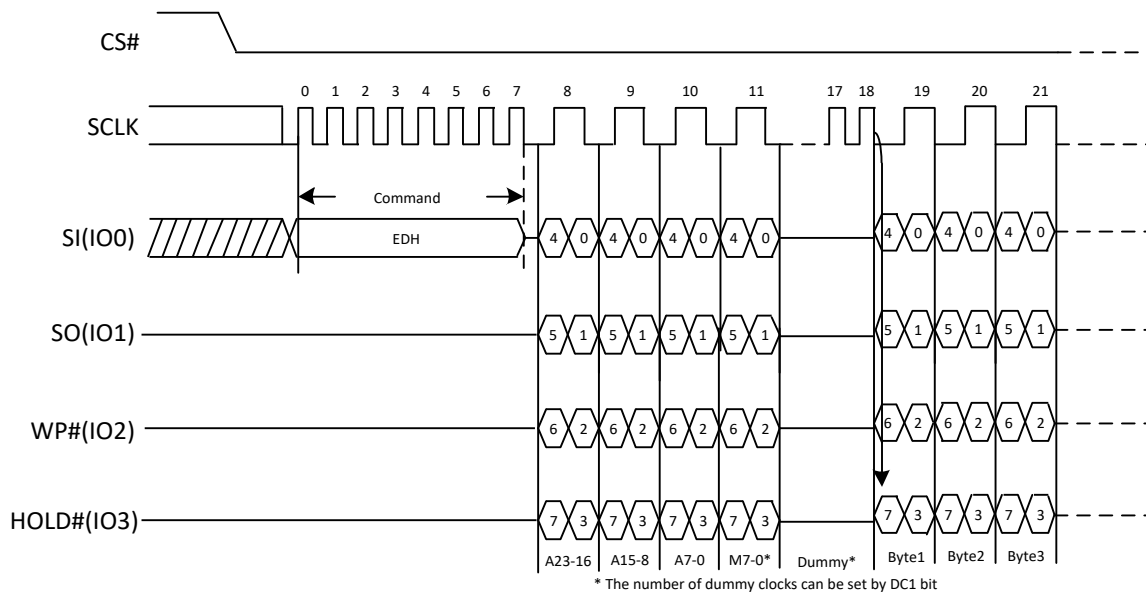 CS#
0 1 2 3 4 5 6 7 8 9 10 11 17 18 19 20 21
SCLK
Command
SI(IO0) EDH 4 0 4 0 4 0 4 0 4 0 4 0 4 0
SO(IO1) 5 1 5 1 5 1 5 1 5 1 5 1 5 1
WP#(IO2) 6 2 6 2 6 2 6 2 6 2 6 2 6 2
HOLD#(IO3) 7 3 7 3 7 3 7 3 7 3 7 3 7 3
A23-16 A15-8 A7-0 M7-0* Dummy* Byte1 Byte2 Byte3
* The number of dummy clocks can be set by DC1 bit